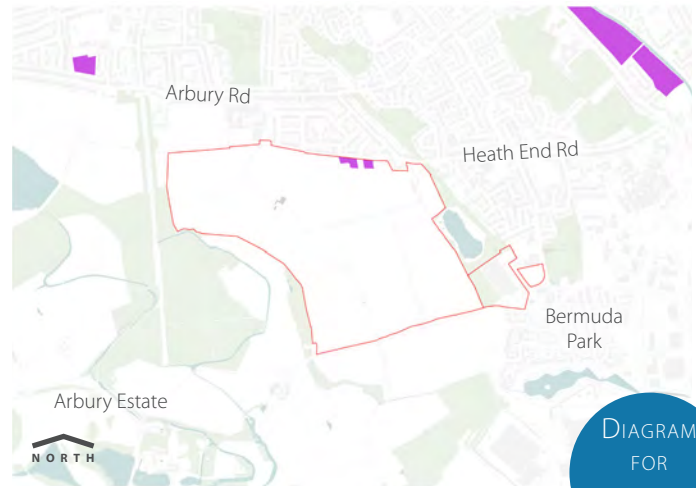 Arbury Rd
Heath End Rd
Bermuda
Park
Arbury Estate
NORTH
DIAGRAM
FOR